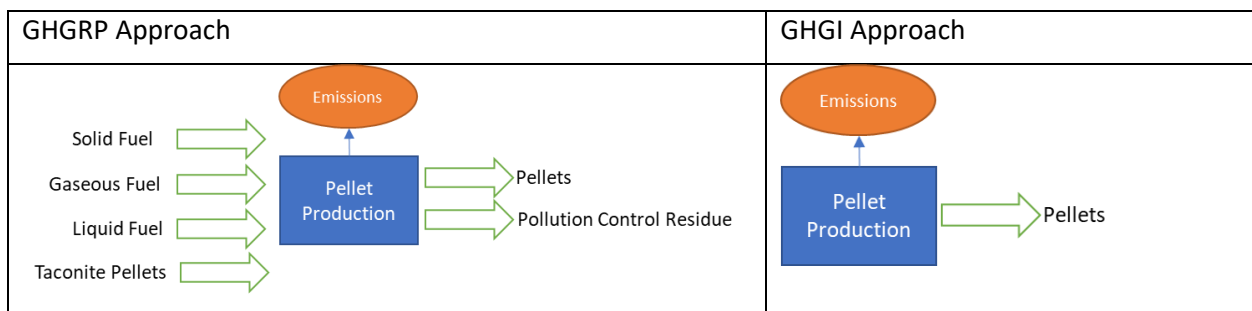 GHGRP Approach
GHGI Approach
Emissions
Solid Fuel
Gaseous Fuel
Liquid Fuel
Taconite Pellets
Pellet
Production
Pellets
Pollution Control Residue
Emissions
Pellet
Production
Pellets